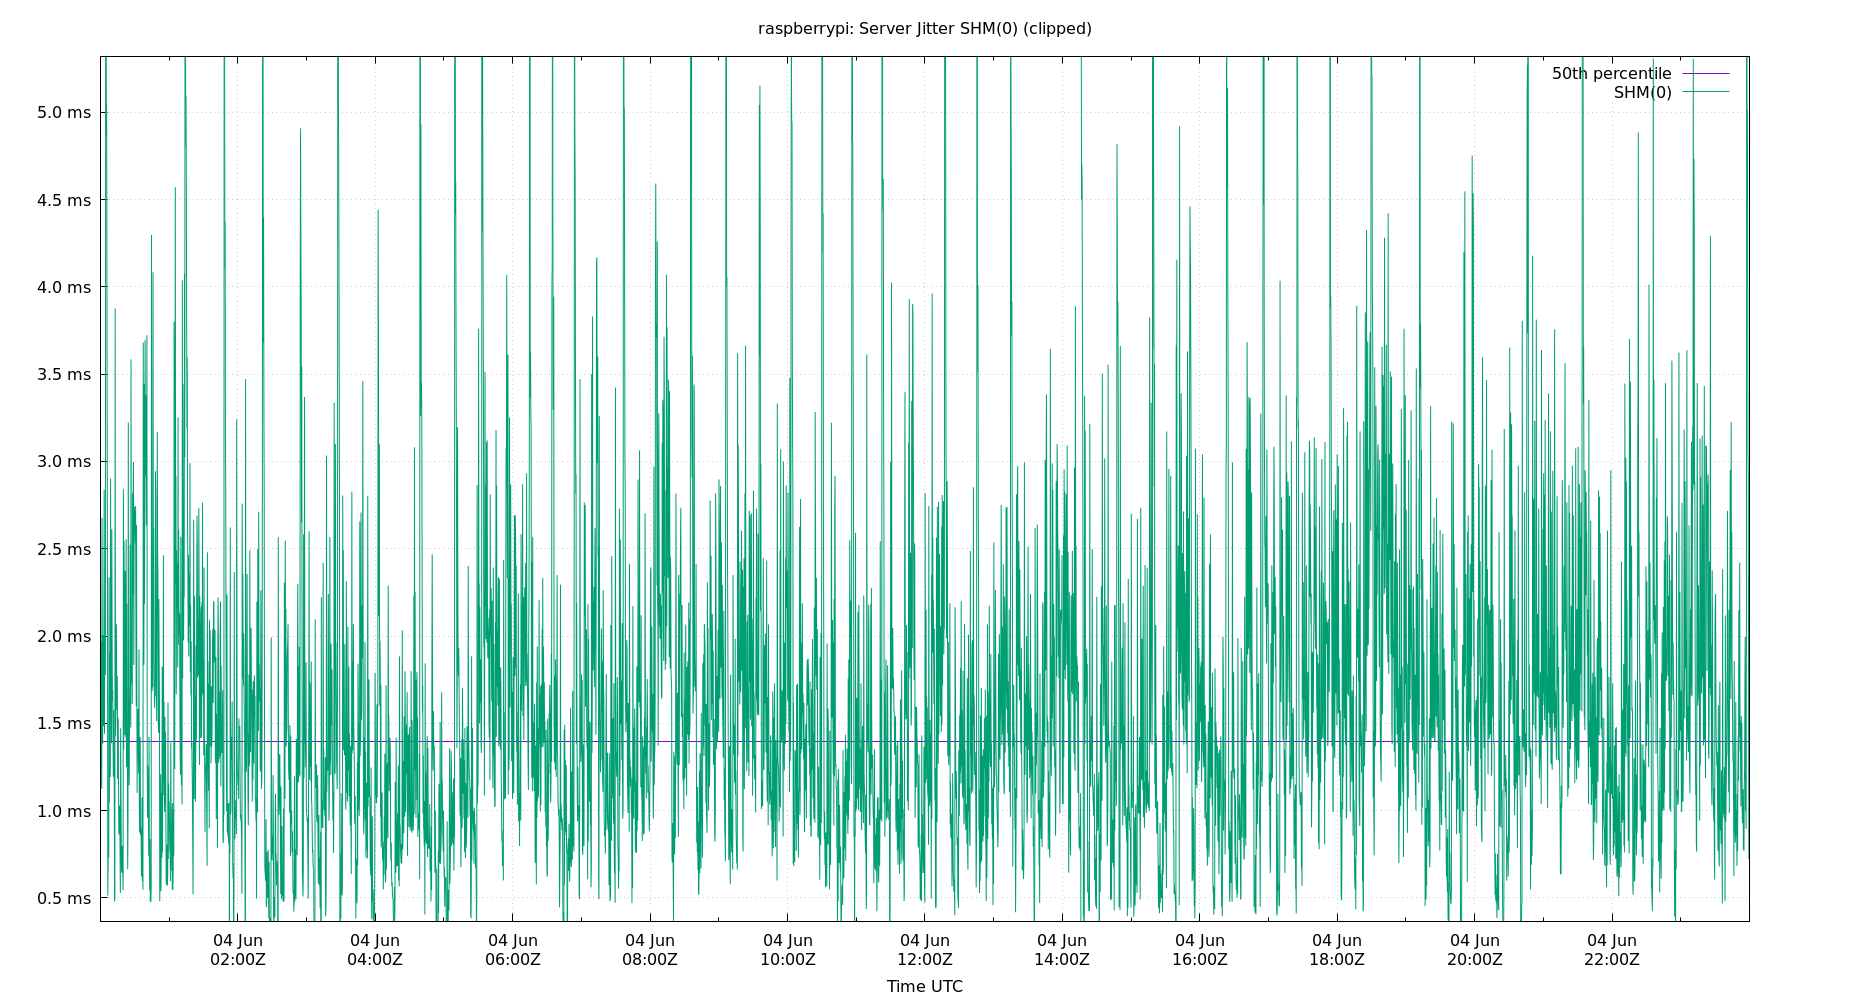 raspberrypi: Server Jitter SHM(0) (clipped)
50th percentile
SHM(0)
5.0 ms
4.5 ms
4.0 ms
3.5 ms
3.0 ms
2.5 ms
2.0 ms
1.5 ms
1.0 ms
0.5 ms
04 Jun 04 Jun 04 Jun 04 Jun 04 Jun 04 Jun 04 Jun 04 Jun 04 Jun 04 Jun 04 Jun
02:00Z 04:00Z 06:00Z 08:00Z 10:00Z 12:00Z 14:00Z 16:00Z 18:00Z 20:00Z 22:00Z
Time UTC